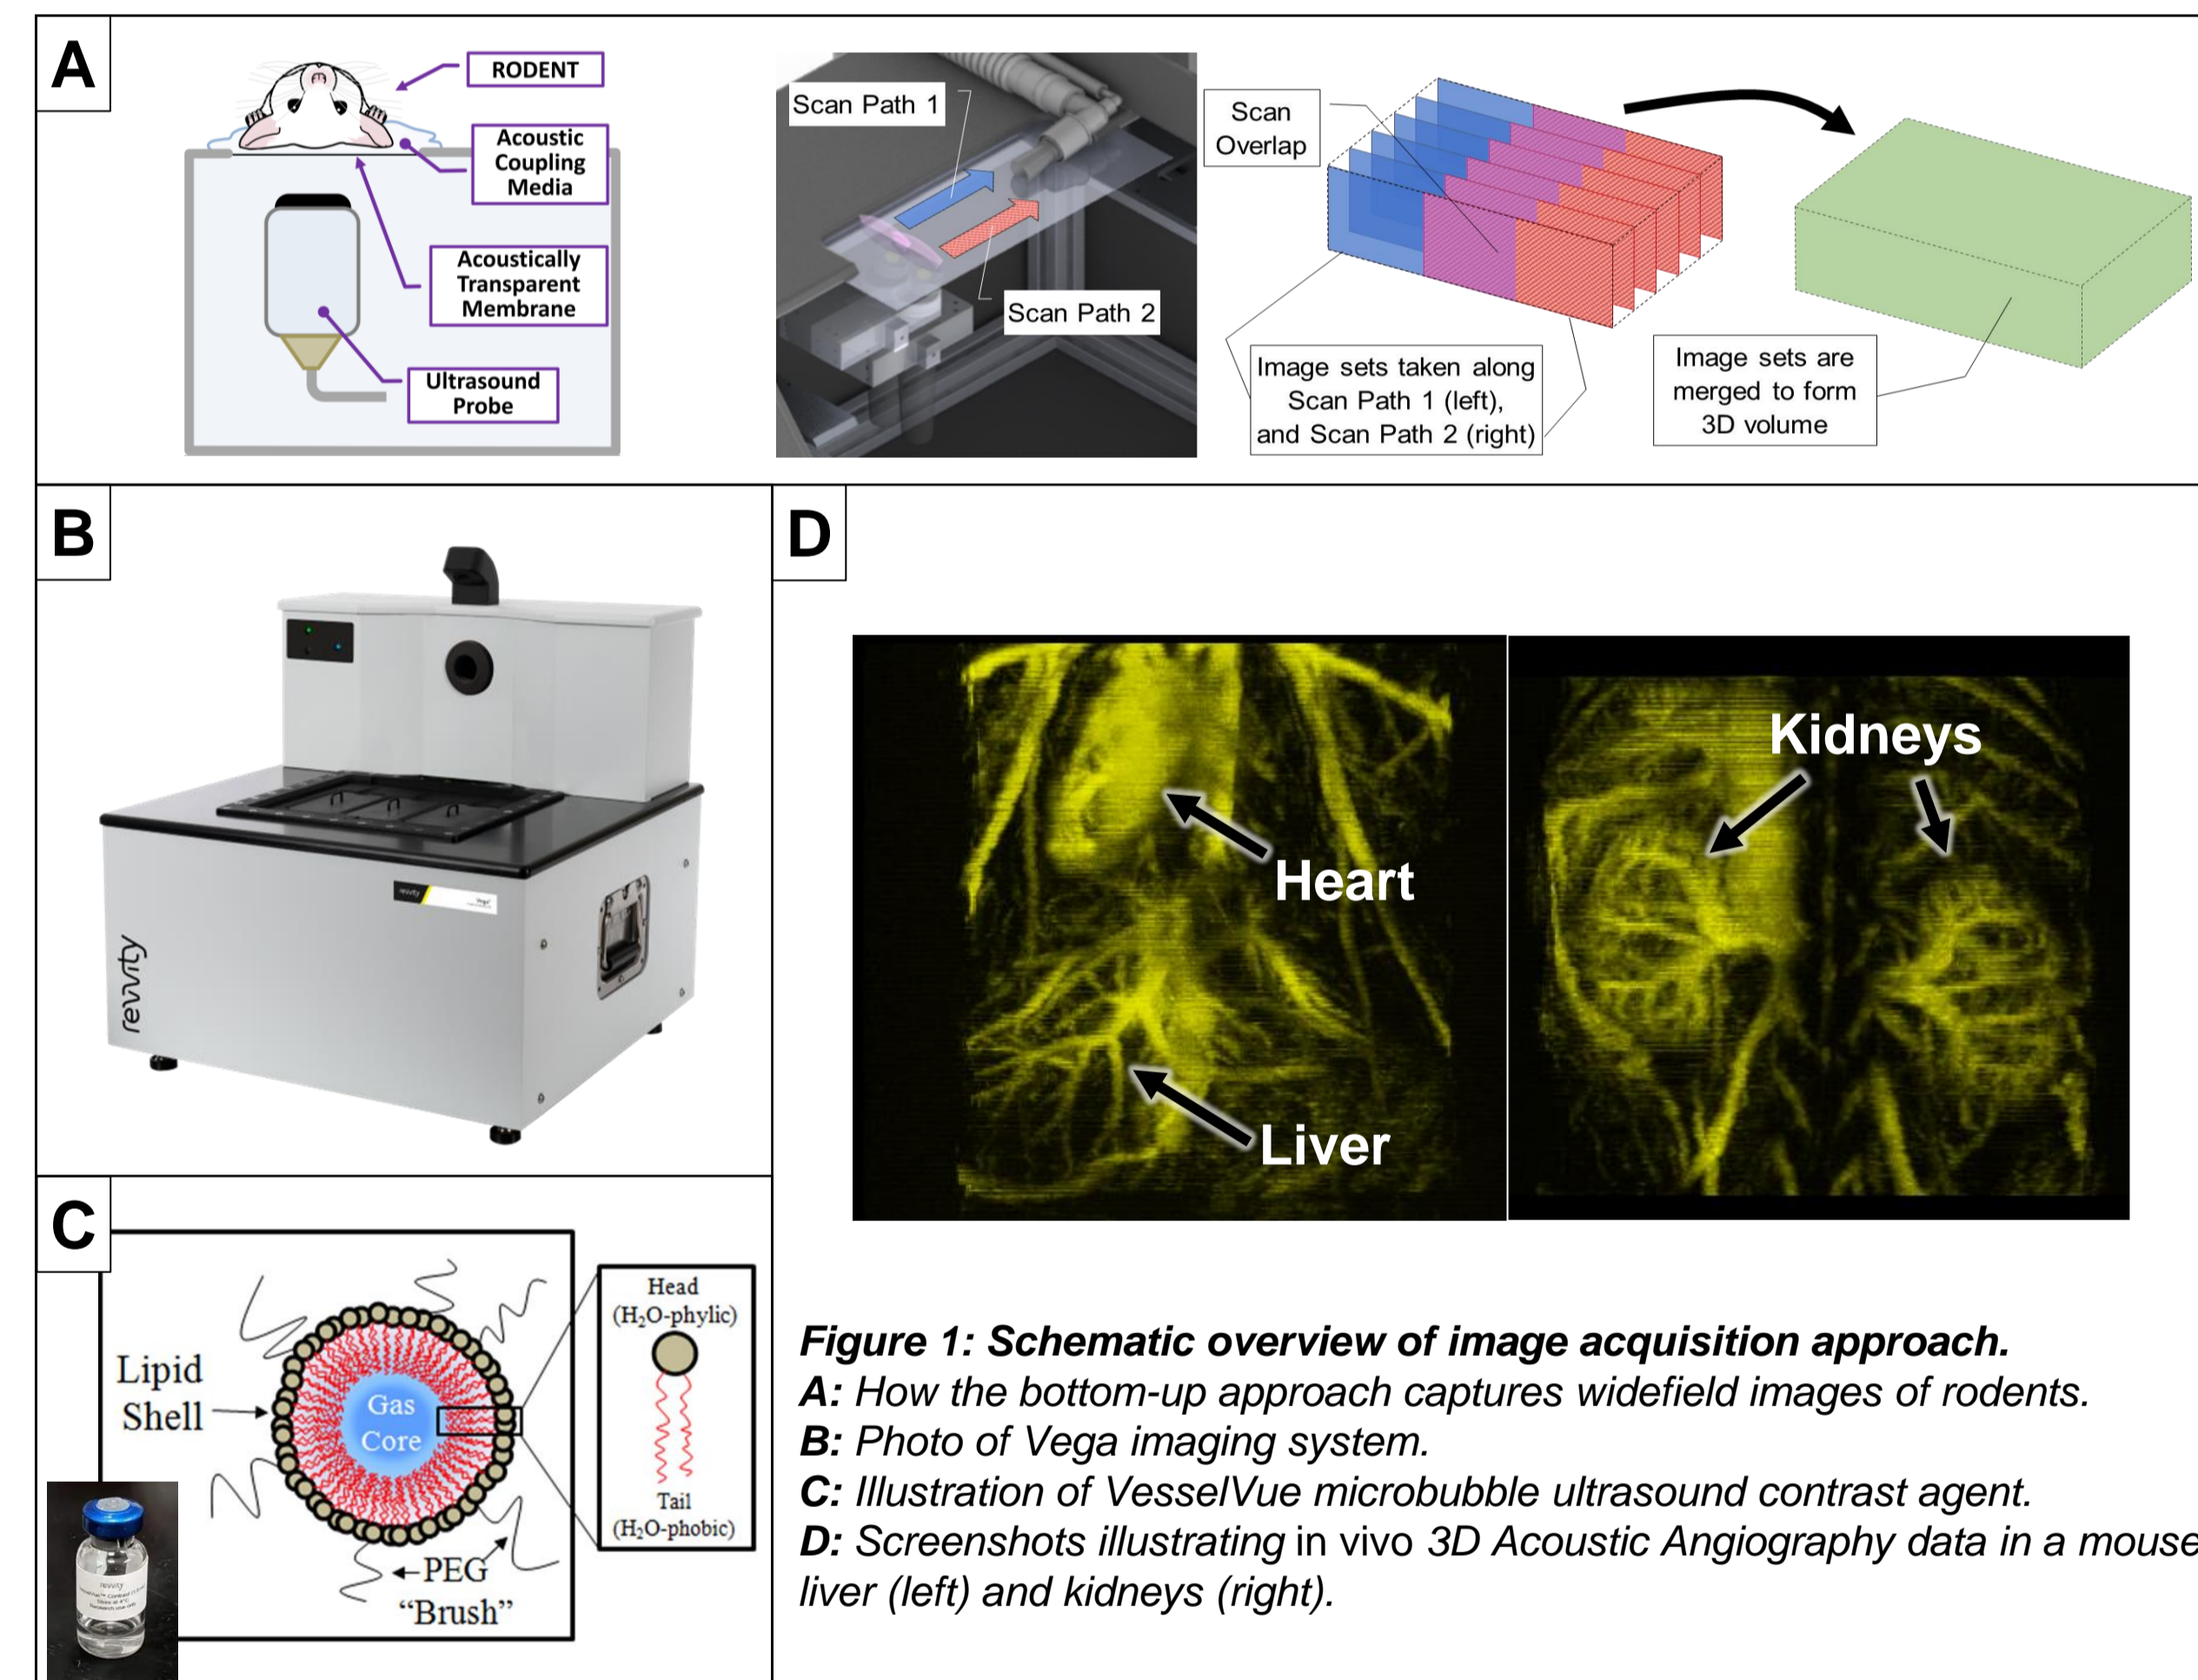 A
RODENT
Acoustic
Coupling
Media
Acoustically
Transparent
Membrane
Ultrasound
Probe
Scan Path 1
Scan Path 2
Scan
Overlap
Image sets taken along
Scan Path 1 (left),
and Scan Path 2 (right)
Image sets are
merged to form
3D volume
B
revvity
revvity
Vega
C
Lipid
Shell
Gas
Core
PEG
“Brush”
Head
(H₂O-phylic)
Tail
(H₂O-phobic)
revvity
D
Heart
Liver
Kidneys
Figure 1: Schematic overview of image acquisition approach.
A: How the bottom-up approach captures widefield images of rodents.
B: Photo of Vega imaging system.
C: Illustration of VesselVue microbubble ultrasound contrast agent.
D: Screenshots illustrating in vivo 3D Acoustic Angiography data in a mouse
liver (left) and kidneys (right).